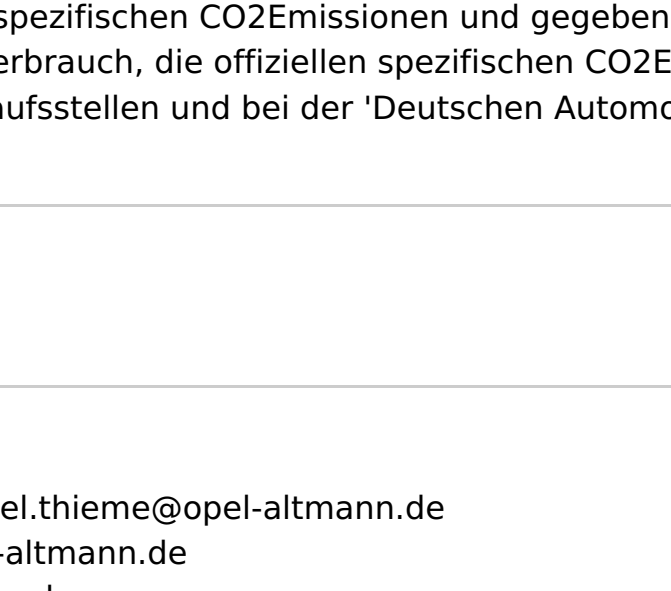 spezifischen CO2Emissionen und gegeben
erbrauch, die offiziellen spezifischen CO2E
aufsstellen und bei der 'Deutschen Automo
el.thieme@opel-altmann.de
-altmann.de